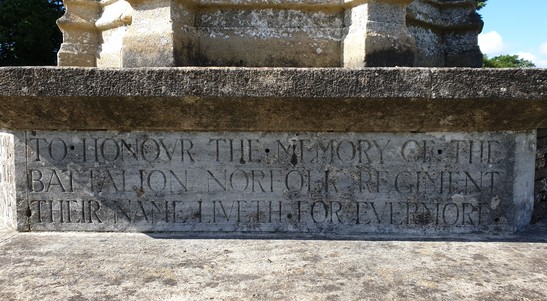 TO·HONOVR THE·MEMORY OF·THE
BATTALION NORFOLK REGIMENT
THEIR NAME LIVETH·FOR EVERMORE·